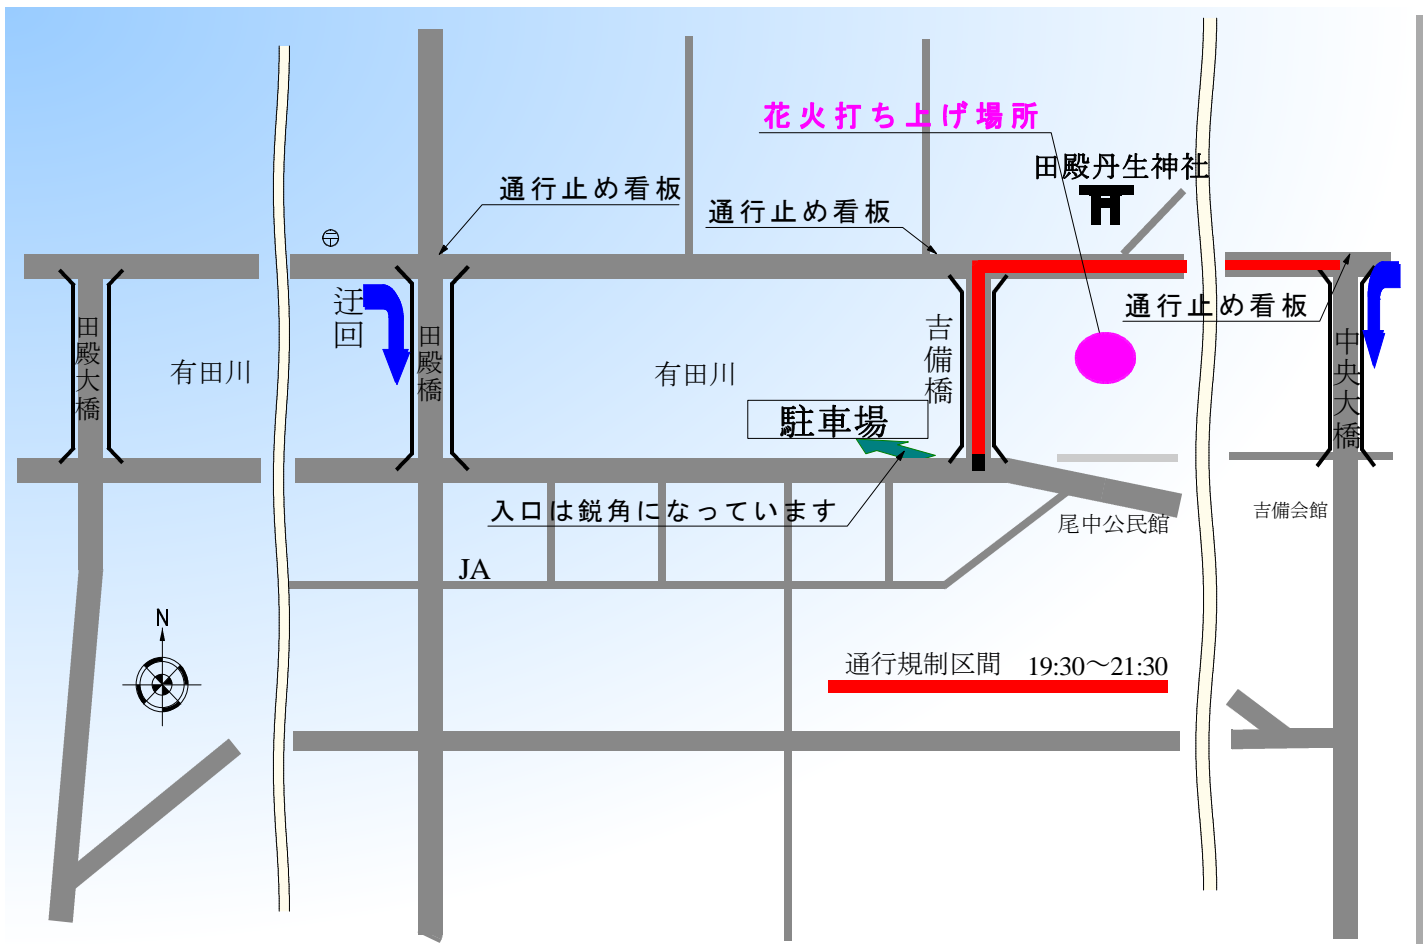 花火打ち上げ場所
田殿丹生神社
通行止め看板
通行止め看板
〒
迂回
田殿大橋
有田川
田殿橋
有田川
吉備橋
通行止め看板
中央大橋
駐車場
入口は鋭角になっています
尾中公民館
吉備会館
JA
N
通行規制区間 19:30～21:30